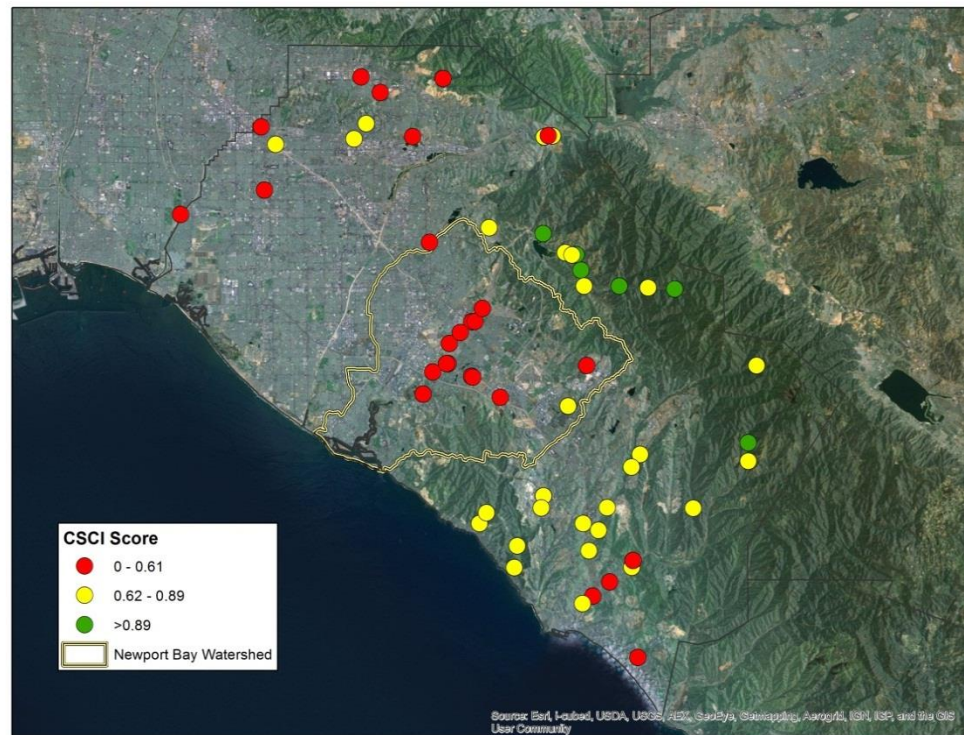 CSCI Score
0 - 0.61
0.62 - 0.89
>0.89
Newport Bay Watershed
Source: Esri, i-cubed, USDA, USGS, AEX, GeoEye, Getmapping, Aerogrid, IGN, IGP, and the GIS
User Community